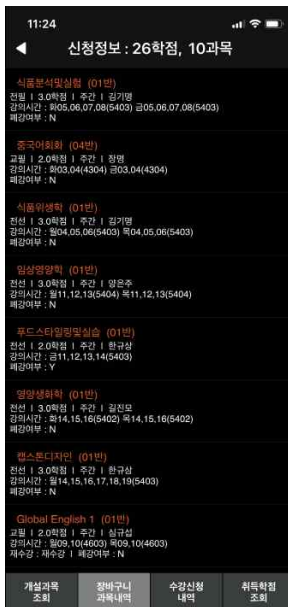 11:24
신청정보 : 26학점, 10과목
식품분석및실험 (01반)
전필 | 3.0학점 | 주간 | 김기명
강의시간 : 화05,06,07,08(5403) 금05,06,07,08(5403)
폐강여부 : N
중국어회화 (04반)
교필 | 2.0학점 | 주간 | 장명
강의시간 : 화03,04(4304) 금03,04(4304)
폐강여부 : N
식품위생학 (01반)
전선 | 3.0학점 | 주간 | 김기명
강의시간 : 월04,05,06(5403) 목04,05,06(5403)
폐강여부 : N
임상영양학 (01반)
전선 | 3.0학점 | 주간 | 양은주
강의시간 : 월11,12,13(5404) 목11,12,13(5404)
폐강여부 : N
푸드스타일링및실습 (01반)
전선 | 2.0학점 | 주간 | 한규상
강의시간 : 금11,12,13,14(5403)
폐강여부 : Y
영양생화학 (01반)
전선 | 3.0학점 | 주간 | 길진모
강의시간 : 화14,15,16(5402) 목14,15,16(5402)
폐강여부 : N
캡스톤디자인 (01반)
전선 | 3.0학점 | 주간 | 한규상
강의시간 : 월14,15,16,17,18,19(5403)
폐강여부 : N
Global English 1 (01반)
교필 | 2.0학점 | 주간 | 심규섭
강의시간 : 월09,10(4603) 목09,10(4603)
재수강 : 재수강 | 폐강여부 : N
개설과목 조회
장바구니 과목내역
수강신청 내역
취득학점 조회